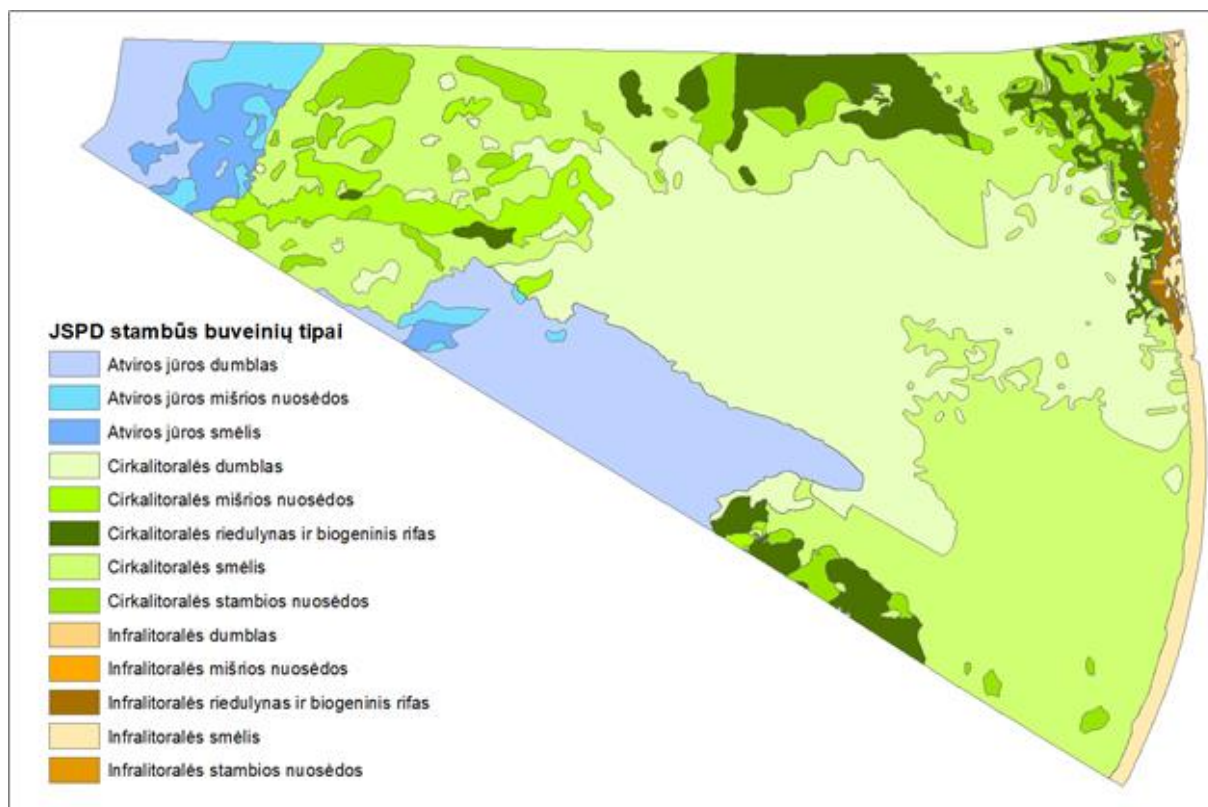 JSPD stambūs buveinių tipai
Atviros jūros dumblas
Atviros jūros mišrios nuosėdos
Atviros jūros smėlis
Cirkalitoralės dumblas
Cirkalitoralės mišrios nuosėdos
Cirkalitoralės riedulynas ir biogeninis rifas
Cirkalitoralės smėlis
Cirkalitoralės stambios nuosėdos
Infralitoralės dumblas
Infralitoralės mišrios nuosėdos
Infralitoralės riedulynas ir biogeninis rifas
Infralitoralės smėlis
Infralitoralės stambios nuosėdos